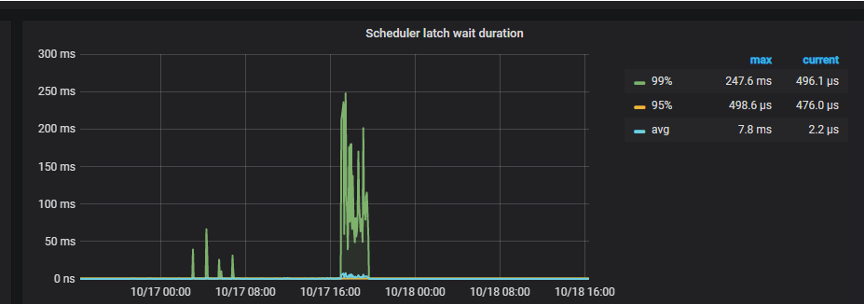 Scheduler latch wait duration
300 ms
250 ms
200 ms
150 ms
100 ms
50 ms
0 ns
10/17 00:00
10/17 08:00
10/17 16:00
10/18 00:00
10/18 08:00
10/18 16:00
max current
99% 247.6 ms 496.1 µs
95% 498.6 µs 476.0 µs
avg 7.8 ms 2.2 µs